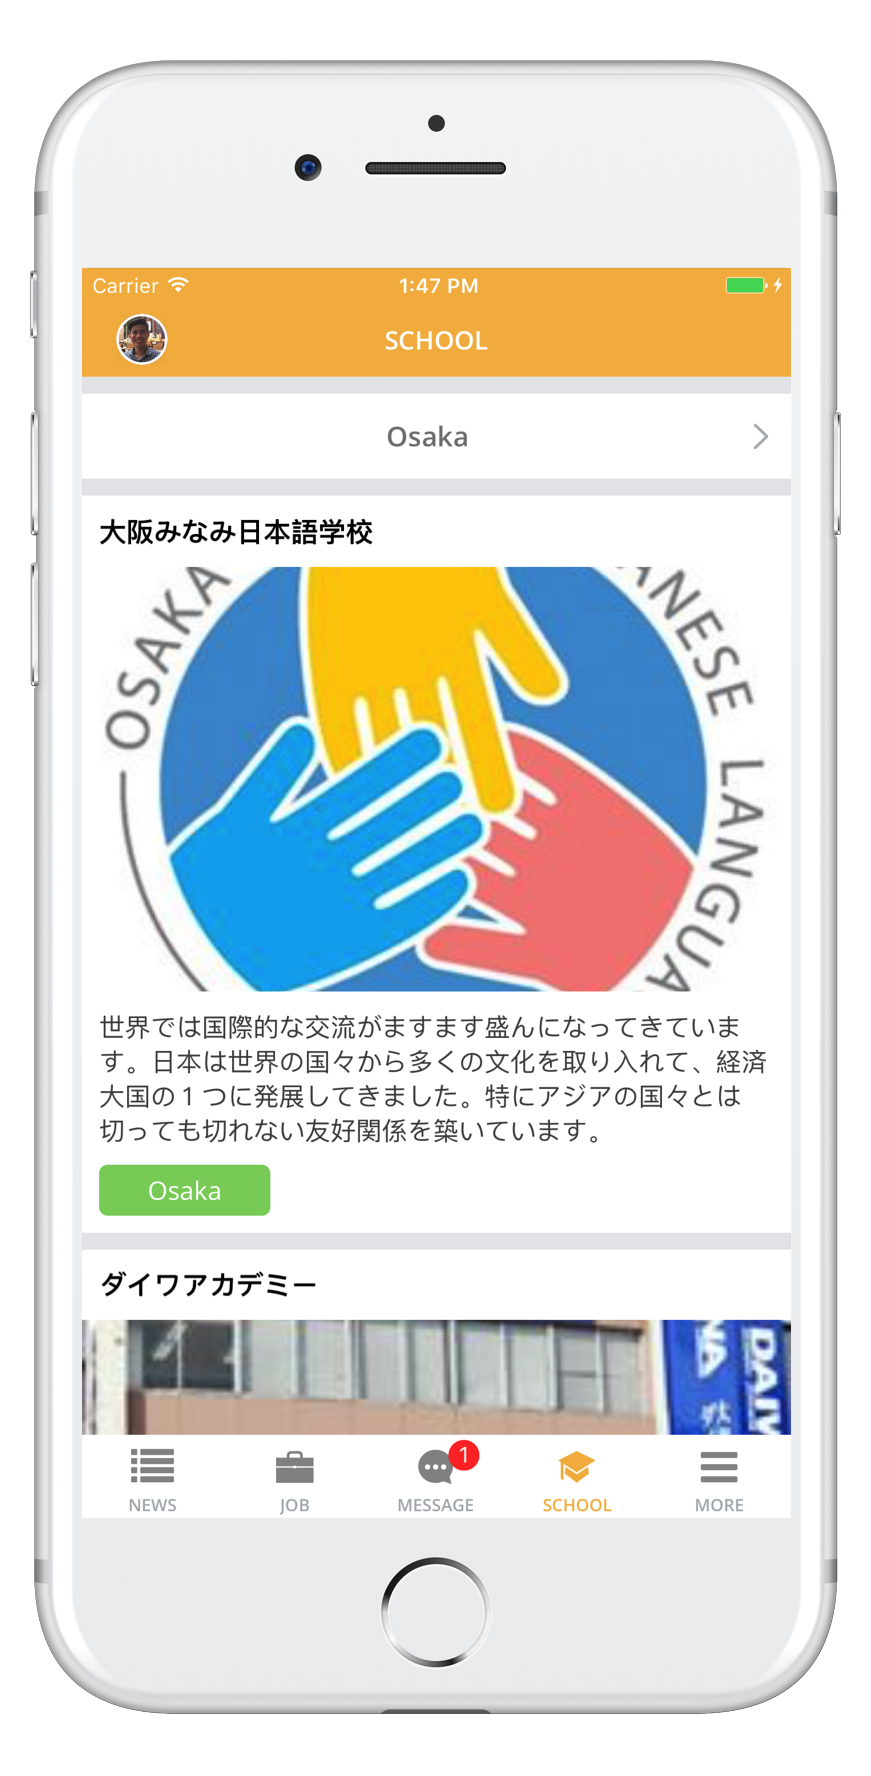 Carrier
1:47 PM
SCHOOL
Osaka
大阪みなみ日本語学校
OSAKA
ANESE LANGUA
世界では国際的な交流がますます盛んになってきていま
す。日本は世界の国々から多くの文化を取り入れて、経済
大国の１つに発展してきました。特にアジアの国々とは
切っても切れない友好関係を築いています。
Osaka
ダイワアカデミー
NA
DAIW
1
NEWS
JOB
MESSAGE
SCHOOL
MORE